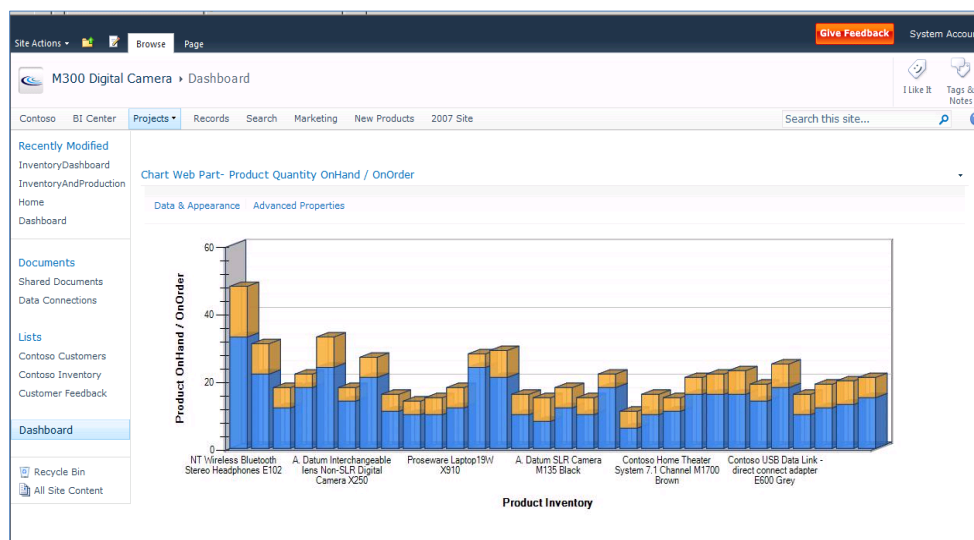 Site Actions
Browse
Page
Give Feedback
System Accou
M300 Digital Camera › Dashboard
I Like It
Tags &
Notes
Contoso
BI Center
Projects
Records
Search
Marketing
New Products
2007 Site
Search this site...
Recently Modified
InventoryDashboard
InventoryAndProduction
Home
Dashboard
Documents
Shared Documents
Data Connections
Lists
Contoso Customers
Contoso Inventory
Customer Feedback
Dashboard
Recycle Bin
All Site Content
Chart Web Part- Product Quantity OnHand / OnOrder
Data & Appearance
Advanced Properties
Product OnHand / OnOrder
60
40
20
0
NT Wireless Bluetooth
Stereo Headphones E102
A. Datum Interchangeable
lens Non-SLR Digital
Camera X250
Proseware Laptop19W
X910
A. Datum SLR Camera
M135 Black
Contoso Home Theater
System 7.1 Channel M1700
Brown
Contoso USB Data Link -
direct connect adapter
E600 Grey
Product Inventory